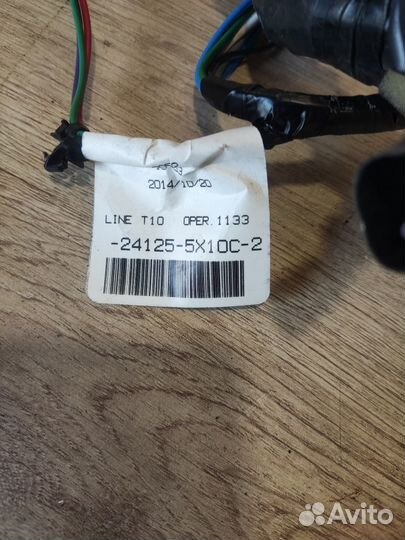 2014/10/20
LINE T10 OPER.1133
-24125-5X10C-2
Avito